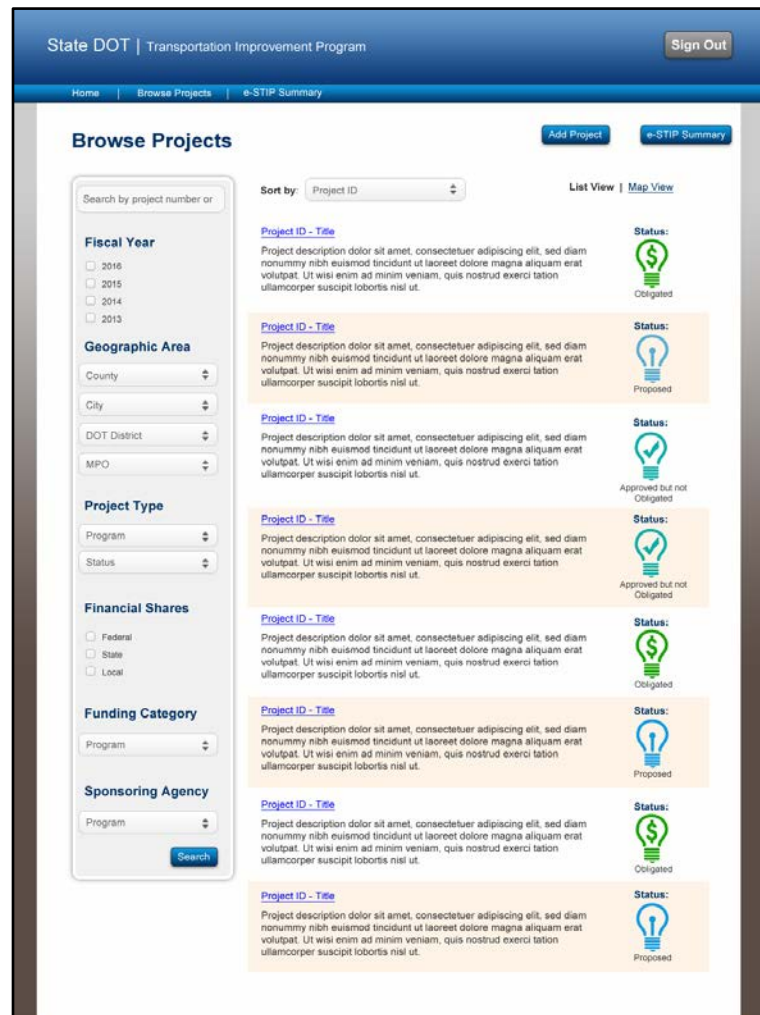 State DOT | Transportation Improvement Program
Sign Out
Home | Browse Projects | e-STIP Summary
Browse Projects
Add Project
e-STIP Summary
Search by project number or
Fiscal Year
2016
2015
2014
2013
Geographic Area
County
City
DOT District
MPO
Project Type
Program
Status
Financial Shares
Federal
State
Local
Funding Category
Program
Sponsoring Agency
Program
Search
Sort by: Project ID
List View | Map View
Project ID - Title
Project description dolor sit amet, consectetuer adipiscing elit, sed diam
nonummy nibh euismod tincidunt ut laoreet dolore magna aliquam erat
volutpat. Ut wisi enim ad minim veniam, quis nostrud exerci tation
ullamcorper suscipit lobortis nisl ut.
Status:
$
Obligated
Project ID - Title
Project description dolor sit amet, consectetuer adipiscing elit, sed diam
nonummy nibh euismod tincidunt ut laoreet dolore magna aliquam erat
volutpat. Ut wisi enim ad minim veniam, quis nostrud exerci tation
ullamcorper suscipit lobortis nisl ut.
Status:
Proposed
Project ID - Title
Project description dolor sit amet, consectetuer adipiscing elit, sed diam
nonummy nibh euismod tincidunt ut laoreet dolore magna aliquam erat
volutpat. Ut wisi enim ad minim veniam, quis nostrud exerci tation
ullamcorper suscipit lobortis nisl ut.
Status:
Approved but not
Obligated
Project ID - Title
Project description dolor sit amet, consectetuer adipiscing elit, sed diam
nonummy nibh euismod tincidunt ut laoreet dolore magna aliquam erat
volutpat. Ut wisi enim ad minim veniam, quis nostrud exerci tation
ullamcorper suscipit lobortis nisl ut.
Status:
Approved but not
Obligated
Project ID - Title
Project description dolor sit amet, consectetuer adipiscing elit, sed diam
nonummy nibh euismod tincidunt ut laoreet dolore magna aliquam erat
volutpat. Ut wisi enim ad minim veniam, quis nostrud exerci tation
ullamcorper suscipit lobortis nisl ut.
Status:
$
Obligated
Project ID - Title
Project description dolor sit amet, consectetuer adipiscing elit, sed diam
nonummy nibh euismod tincidunt ut laoreet dolore magna aliquam erat
volutpat. Ut wisi enim ad minim veniam, quis nostrud exerci tation
ullamcorper suscipit lobortis nisl ut.
Status:
Proposed
Project ID - Title
Project description dolor sit amet, consectetuer adipiscing elit, sed diam
nonummy nibh euismod tincidunt ut laoreet dolore magna aliquam erat
volutpat. Ut wisi enim ad minim veniam, quis nostrud exerci tation
ullamcorper suscipit lobortis nisl ut.
Status:
$
Obligated
Project ID - Title
Project description dolor sit amet, consectetuer adipiscing elit, sed diam
nonummy nibh euismod tincidunt ut laoreet dolore magna aliquam erat
volutpat. Ut wisi enim ad minim veniam, quis nostrud exerci tation
ullamcorper suscipit lobortis nisl ut.
Status:
Proposed